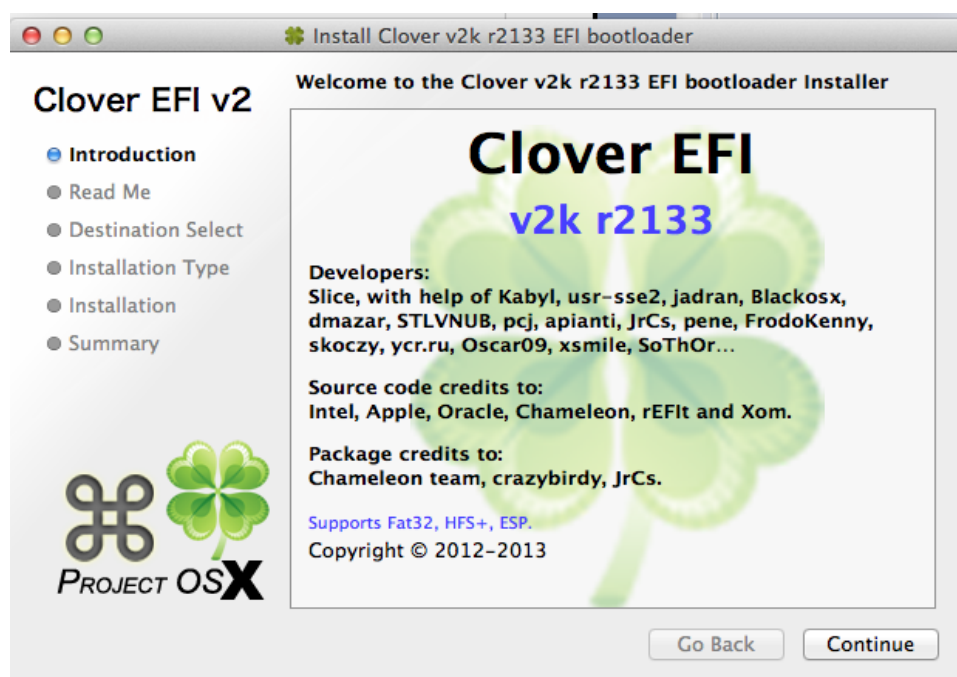 Install Clover v2k r2133 EFI bootloader
Clover EFI v2
Welcome to the Clover v2k r2133 EFI bootloader Installer
Introduction
Read Me
Destination Select
Installation Type
Installation
Summary
Clover EFI
v2k r2133
Developers:
Slice, with help of Kabyl, usr-sse2, jadran, Blackosx,
dmazar, STLVNUB, pcj, apianti, JrCs, pene, FrodoKenny,
skoczy, ycr.ru, Oscar09, xsmile, SoThOr...
Source code credits to:
Intel, Apple, Oracle, Chameleon, rEFIt and Xom.
Package credits to:
Chameleon team, crazybirdy, JrCs.
Supports Fat32, HFS+, ESP.
Copyright © 2012-2013
PROJECT OSX
Go Back
Continue